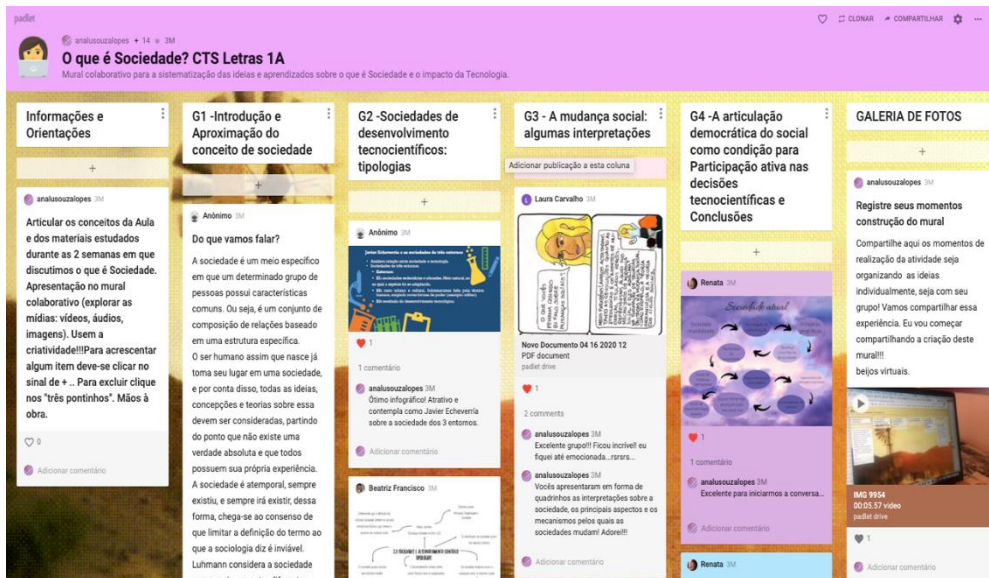 padlet
CLONAR
COMPARTILHAR
analusouzalopes + 14 3M
O que é Sociedade? CTS Letras 1A
Mural colaborativo para a sistematização das ideias e aprendizados sobre o que é Sociedade e o impacto da Tecnologia.
Informações e
Orientações
+
analusouzalopes 3M
Articular os conceitos da Aula
e dos materiais estudados
durante as 2 semanas em que
discutimos o que é Sociedade.
Apresentação no mural
colaborativo (explorar as
mídias: vídeos, áudios,
imagens). Usem a
criatividade!!!Para acrescentar
algum item deve-se clicar no
sinal de + .. Para excluir clique
nos "três pontinhos". Mãos à
obra.
0
Adicionar comentário
G1 -Introdução e
Aproximação do
conceito de sociedade
+
Anônimo 3M
Do que vamos falar?
A sociedade é um meio específico
em que um determinado grupo de
pessoas possui características
comuns. Ou seja, é um conjunto de
composição de relações baseado
em uma estrutura específica.
O ser humano assim que nasce já
toma seu lugar em uma sociedade,
e por conta disso, todas as ideias,
concepções e teorias sobre essa
devem ser consideradas, partindo
do ponto que não existe uma
verdade absoluta e que todos
possuem sua própria experiência.
A sociedade é atemporal, sempre
existiu, e sempre irá existir, dessa
forma, chega-se ao consenso de
que limitar a definição do termo ao
que a sociologia diz é inviável.
Luhmann considera a sociedade
G2 -Sociedades de
desenvolvimento
tecnocientíficos:
tipologias
+
Anônimo 3M
Javier Echeverría e as sociedades de três entornos:
1
1 comentário
analusouzalopes 3M
Ótimo infográfico! Atrativo e
contempla como Javier Echeverría
sobre a sociedade dos 3 entornos.
Adicionar comentário
Beatriz Francisco 3M
G3 - A mudança social:
algumas interpretações
Adicionar publicação a esta coluna
Laura Carvalho 3M
Novo Documento 04 16 2020 12
PDF document
padlet drive
1
2 comments
analusouzalopes 3M
Excelente grupo!!! Ficou incrível! eu
fiquei até emocionada...rsrsrs...
analusouzalopes 3M
Vocês apresentaram em forma de
quadrinhos as interpretações sobre a
sociedade, os principais aspectos e os
mecanismos pelos quais as
sociedades mudam! Adorei!!!
Adicionar comentário
G4 -A articulação
democrática do social
como condição para
Participação ativa nas
decisões
tecnocientíficas e
Conclusões
+
Renata 3M
Sociedade atual
1
1 comentário
analusouzalopes 3M
Excelente para iniciarmos a conversa...
Adicionar comentário
Renata 3M
GALERIA DE FOTOS
+
analusouzalopes 3M
Registre seus momentos
construção do mural
Compartilhe aqui os momentos de
realização da atividade seja
organizando as ideias
individualmente, seja com seu
grupo! Vamos compartilhar essa
experiência. Eu vou começar
compartilhando a criação deste
mural!!!
beijos virtuais.
IMG 9954
00:05.57 video
padlet drive
1
Adicionar comentário